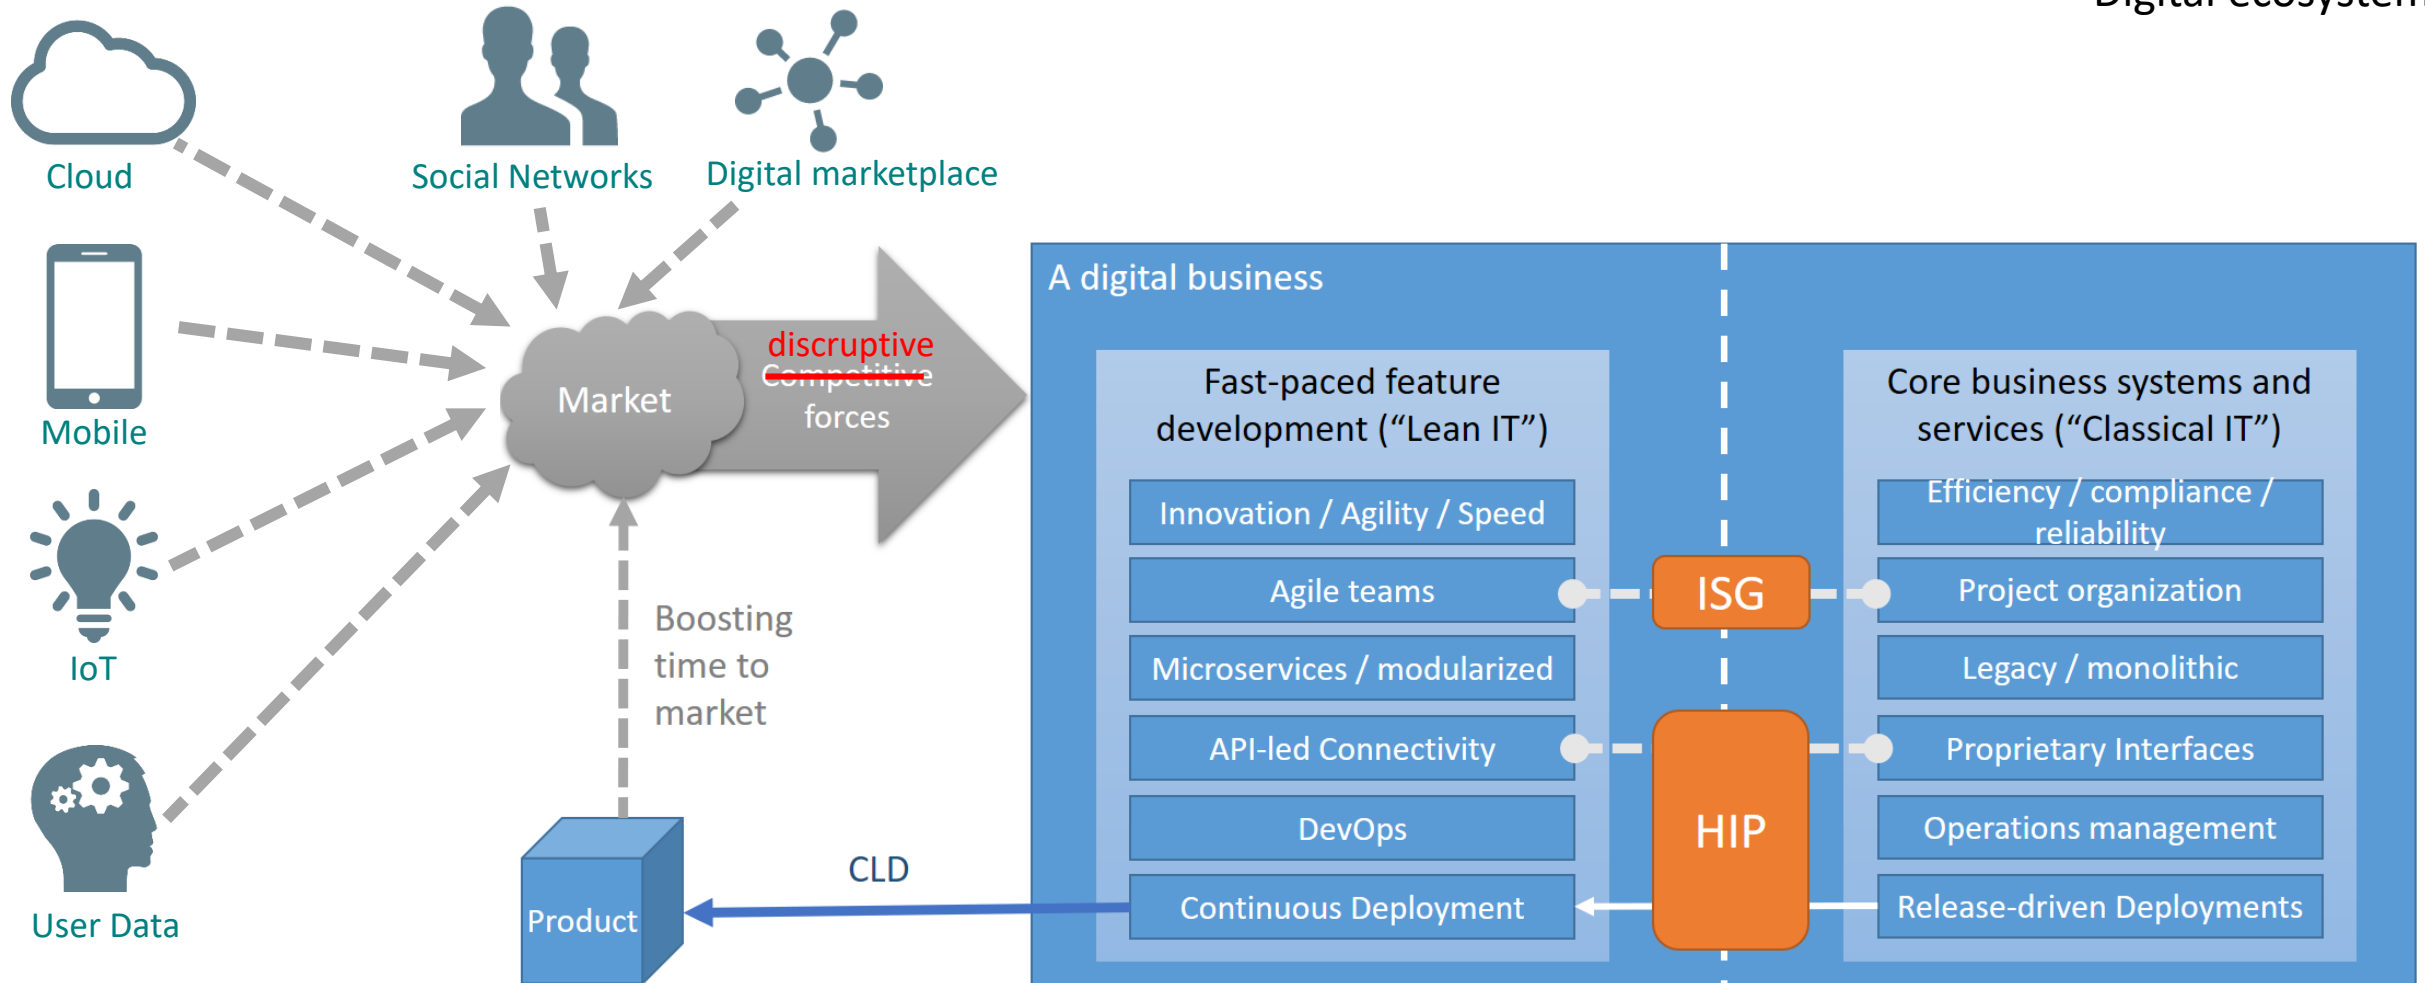 Digital ecosystem
Cloud
Social Networks
Digital marketplace
Mobile
IoT
User Data
Market
discruptive
Competitive
forces
Boosting
time to
market
Product
CLD
A digital business
Fast-paced feature
development (“Lean IT”)
Innovation / Agility / Speed
Agile teams
Microservices / modularized
API-led Connectivity
DevOps
Continuous Deployment
ISG
HIP
Core business systems and
services (“Classical IT”)
Efficiency / compliance /
reliability
Project organization
Legacy / monolithic
Proprietary Interfaces
Operations management
Release-driven Deployments